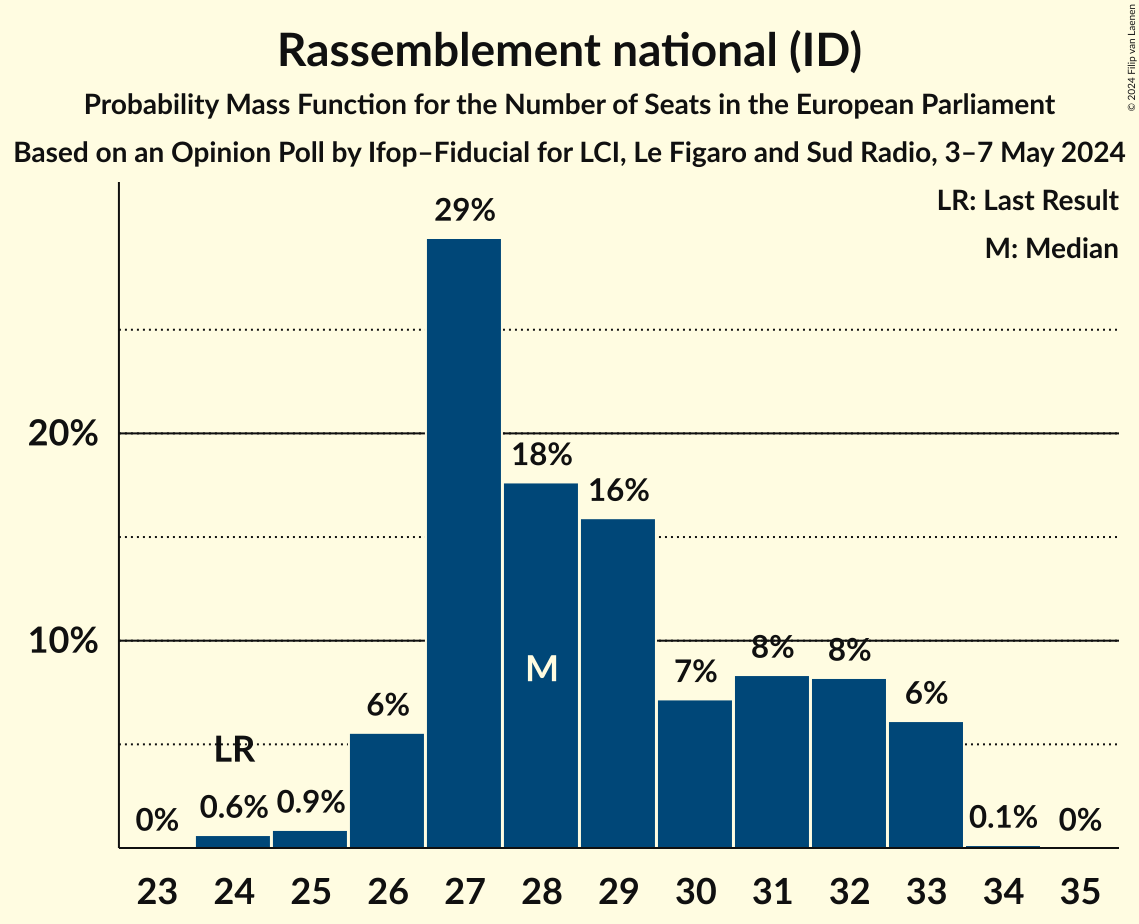 Rassemblement national (ID)
Probability Mass Function for the Number of Seats in the European Parliament
Based on an Opinion Poll by Ifop–Fiducial for LCI, Le Figaro and Sud Radio, 3–7 May 2024
© 2024 Filip van Laenen
LR: Last Result
M: Median
29%
20%
18%
16%
10%
8%
8%
7%
6%
6%
M
LR
0%
0.6%
0.9%
0.1%
0%
23 24 25 26 27 28 29 30 31 32 33 34 35